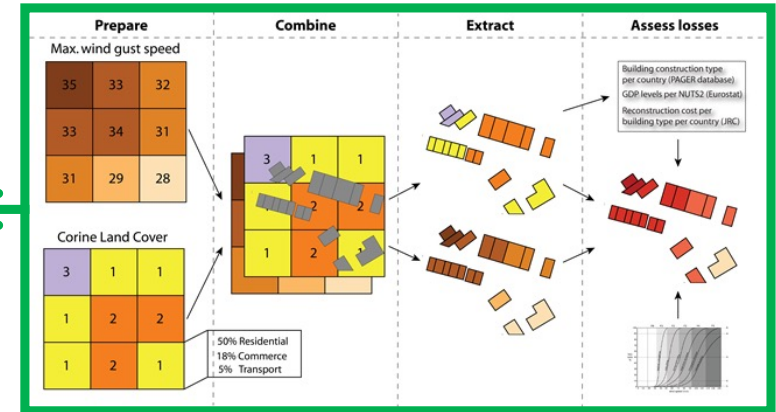 Prepare
Combine
Extract
Assess losses
Max. wind gust speed
35 33 32
33 34 31
31 29 28
Corine Land Cover
3 1 1
1 2 2
1 2 1
50% Residential
18% Commerce
5% Transport
3 1 1
2 2
1 2 1
Building construction type
per country (PAGER database)
GDP levels per NUTS2 (Eurostat)
Reconstruction cost per
building type per country (JRC)